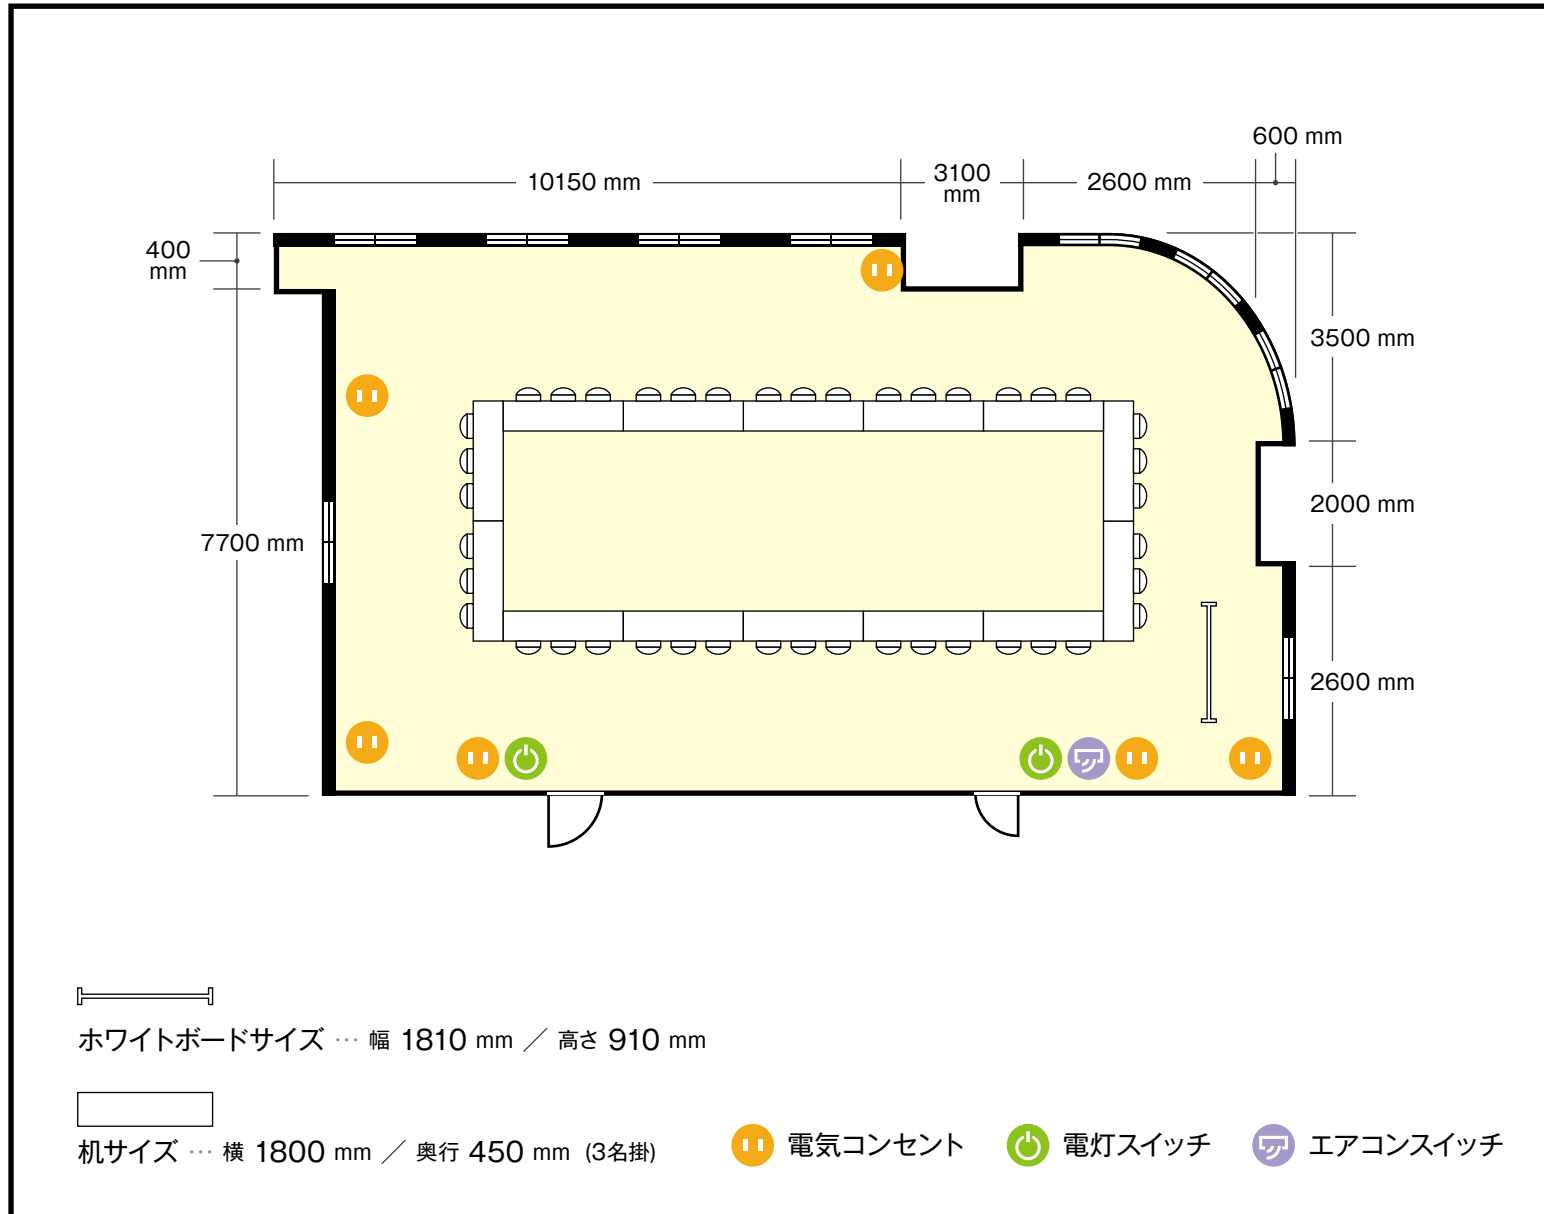 600 mm
10150 mm
3100
mm
2600 mm
400
mm
3500 mm
2000 mm
7700 mm
2600 mm
ホワイトボードサイズ … 幅 1810 mm ／ 高さ 910 mm
机サイズ … 横 1800 mm ／ 奥行 450 mm (3名掛)
電気コンセント
電灯スイッチ
エアコンスイッチ